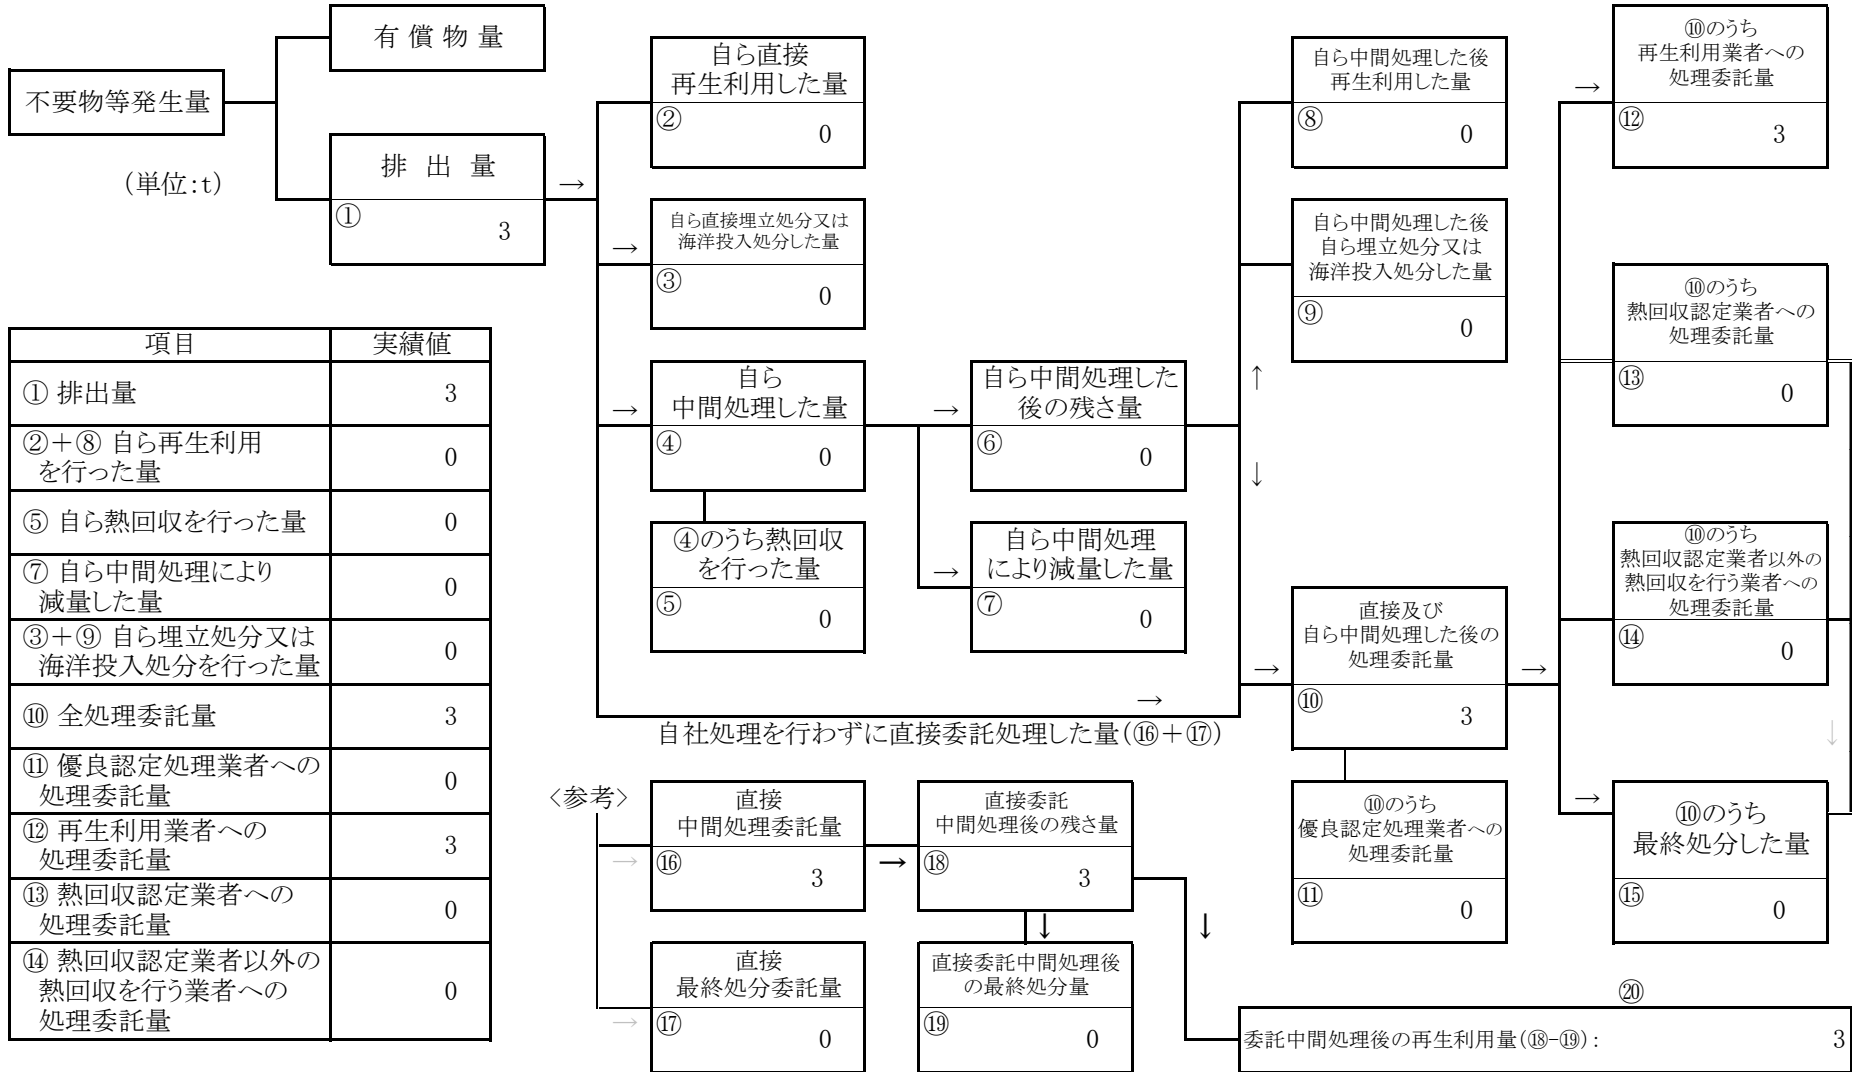 不要物等発生量
(単位:t)
有 償 物 量
排 出 量
① 3
→
自ら直接
再生利用した量
② 0
→
自ら直接埋立処分又は
海洋投入処分した量
③ 0
→
自ら
中間処理した量
④ 0
④のうち熱回収
を行った量
⑤ 0
→
自ら中間処理した
後の残さ量
⑥ 0
→
自ら中間処理
により減量した量
⑦ 0
→
自社処理を行わずに直接委託処理した量(⑯+⑰)
↑
↓
自ら中間処理した後
再生利用した量
⑧ 0
自ら中間処理した後
自ら埋立処分又は
海洋投入処分した量
⑨ 0
→
直接及び
自ら中間処理した後の
処理委託量
⑩ 3
⑩のうち
優良認定処理業者への
処理委託量
⑪ 0
→
→
⑩のうち
再生利用業者への
処理委託量
⑫ 3
⑩のうち
熱回収認定業者への
処理委託量
⑬ 0
⑩のうち
熱回収認定業者以外の
熱回収を行う業者への
処理委託量
⑭ 0
↓
→
⑩のうち
最終処分した量
⑮ 0
項目 実績値
① 排出量 3
②+⑧ 自ら再生利用
を行った量 0
⑤ 自ら熱回収を行った量 0
⑦ 自ら中間処理により
減量した量 0
③+⑨ 自ら埋立処分又は
海洋投入処分を行った量 0
⑩ 全処理委託量 3
⑪ 優良認定処理業者への
処理委託量 0
⑫ 再生利用業者への
処理委託量 3
⑬ 熱回収認定業者への
処理委託量 0
⑭ 熱回収認定業者以外の
熱回収を行う業者への
処理委託量 0
<参考>
→
直接
中間処理委託量
⑯ 3
→
直接委託
中間処理後の残さ量
⑱ 3
↓
↓
→
直接
最終処分委託量
⑰ 0
直接委託中間処理後
の最終処分量
⑲ 0
⑳
委託中間処理後の再生利用量(⑱-⑲): 3